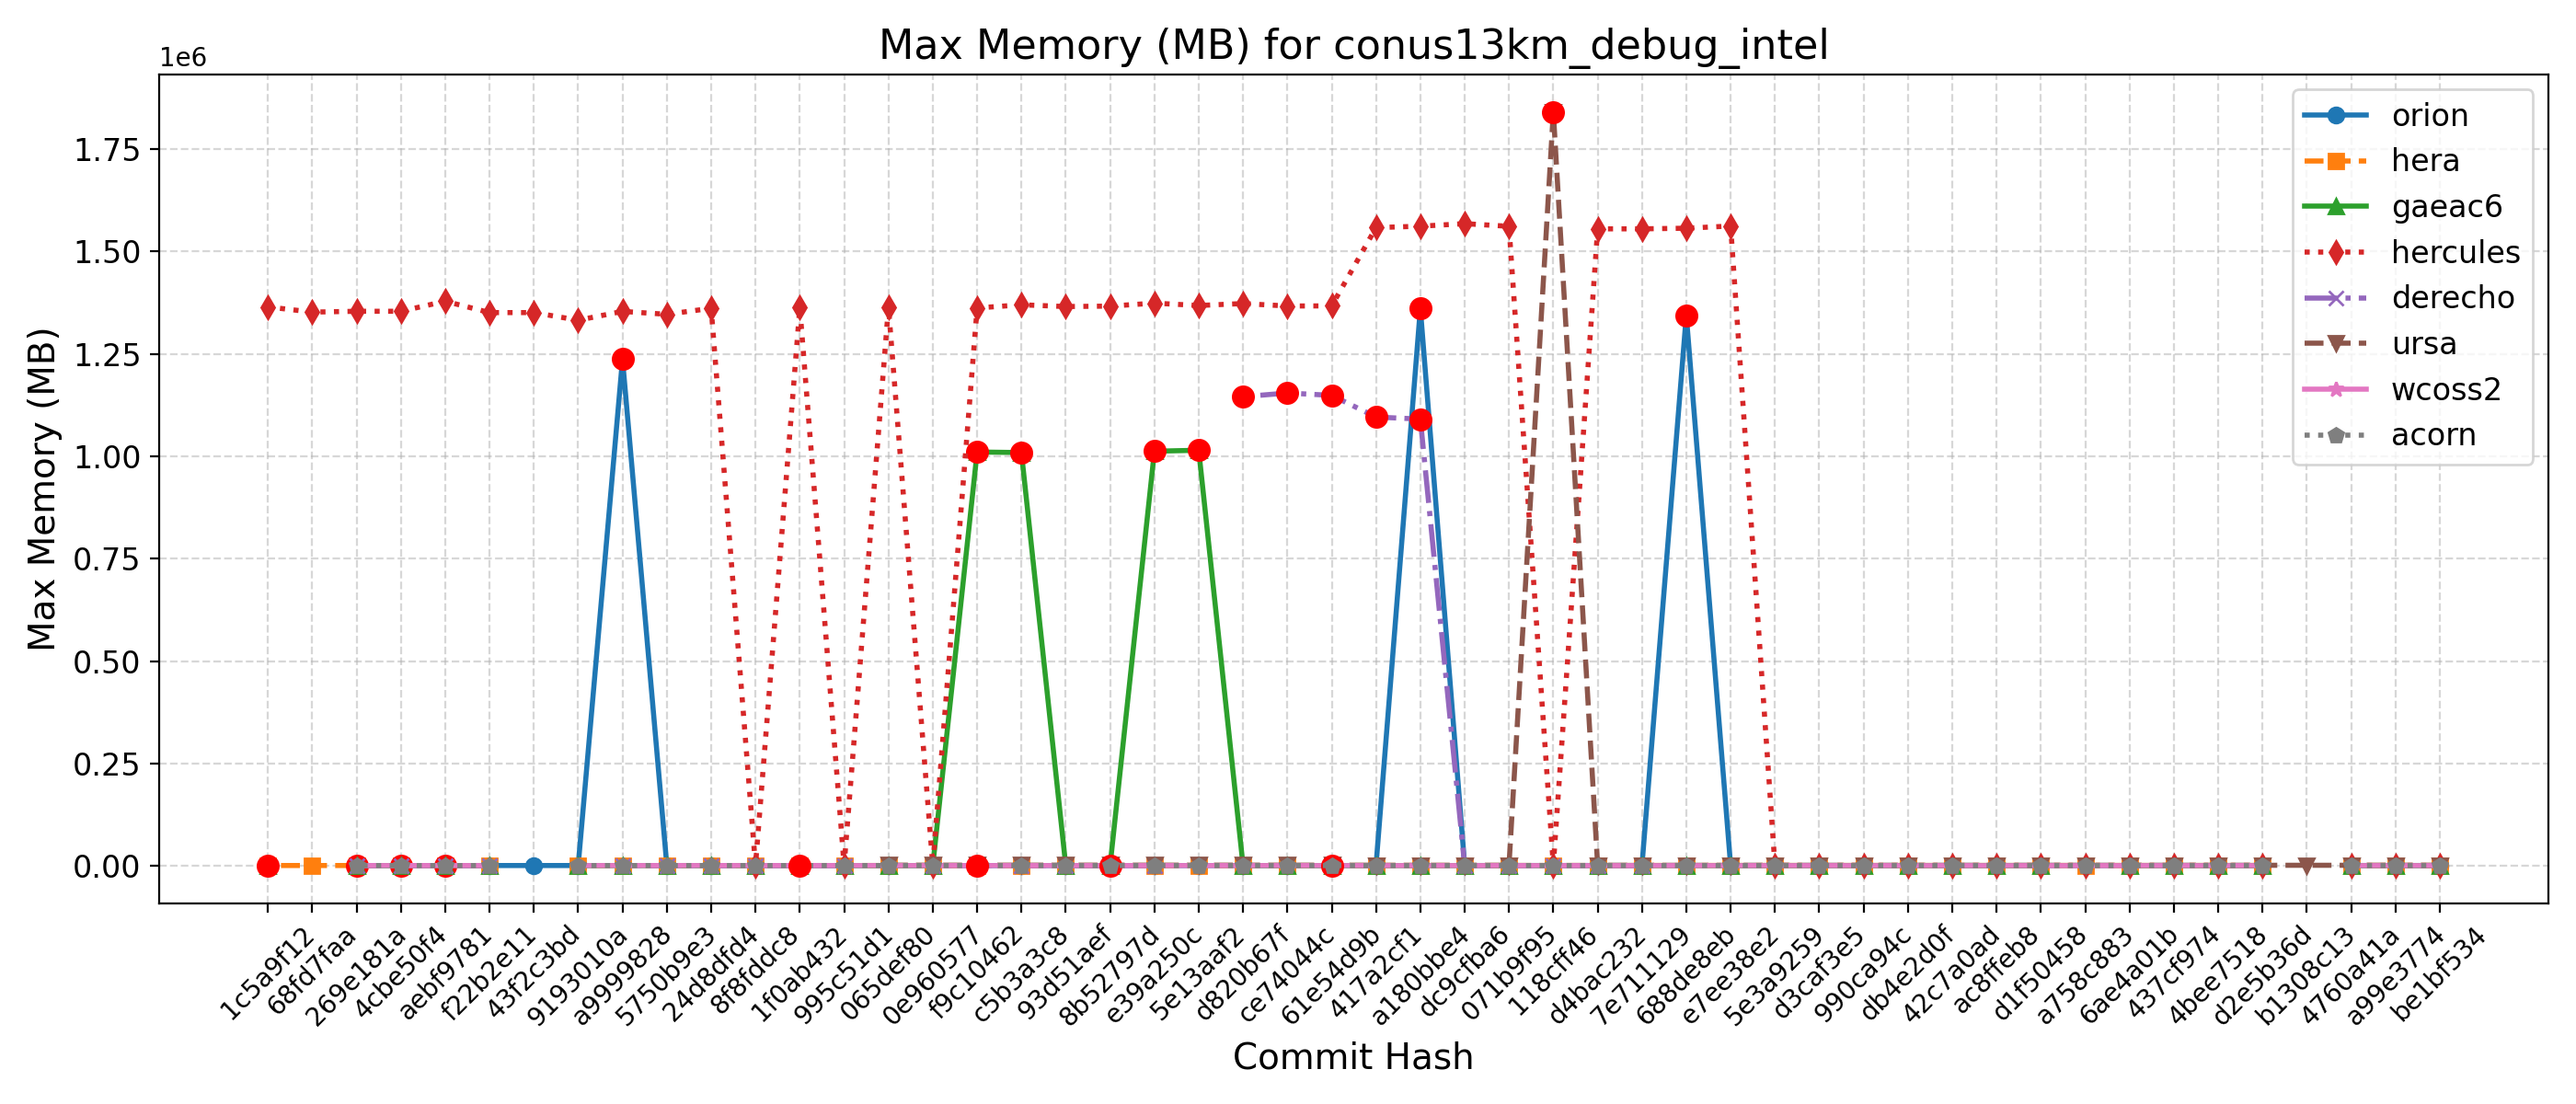 Max Memory (MB) for conus13km_debug_intel
1e6
1.75
1.50
1.25
1.00
0.75
0.50
0.25
0.00
Max Memory (MB)
orion
hera
gaeac6
hercules
derecho
ursa
wcoss2
acorn
1c5a9f12
68fd7faa
269e181a
4cbe50f4
aebf9781
f22b2e11
43f2c3bd
9193010a
a9999828
5750b9e3
24d8dfd4
8f8fddc8
1f0ab432
995c51d1
065def80
0e960577
f9c10462
c5b3a3c8
93d51aef
8b52797d
e39a250c
5e13aaf2
d820b67f
ce74044c
61e54d9b
417a2cf1
a180bbe4
dc9cfba6
071b9f95
118cff46
d4bac232
7e711129
688de8eb
e7ee38e2
5e3a9259
d3caf3e5
990ca94c
db4e2d0f
42c7a0ad
ac8ffeb8
d1f50458
a758c883
6ae4a01b
437cf974
4bee7518
d2e5b36d
b1308c13
4760a41a
a99e3774
be1bf534
Commit Hash